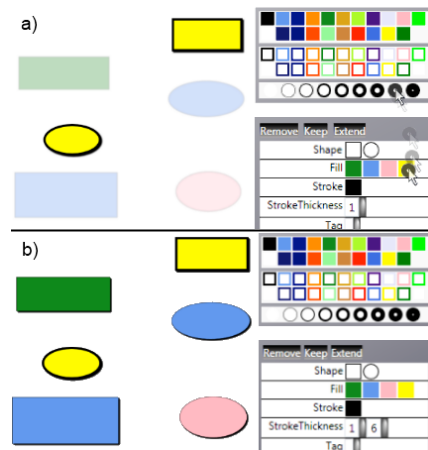 a)
Remove Keep Extend
Shape
Fill
Stroke
StrokeThickness 1
Tag
b)
Remove Keep Extend
Shape
Fill
Stroke
StrokeThickness 1 6
Tag